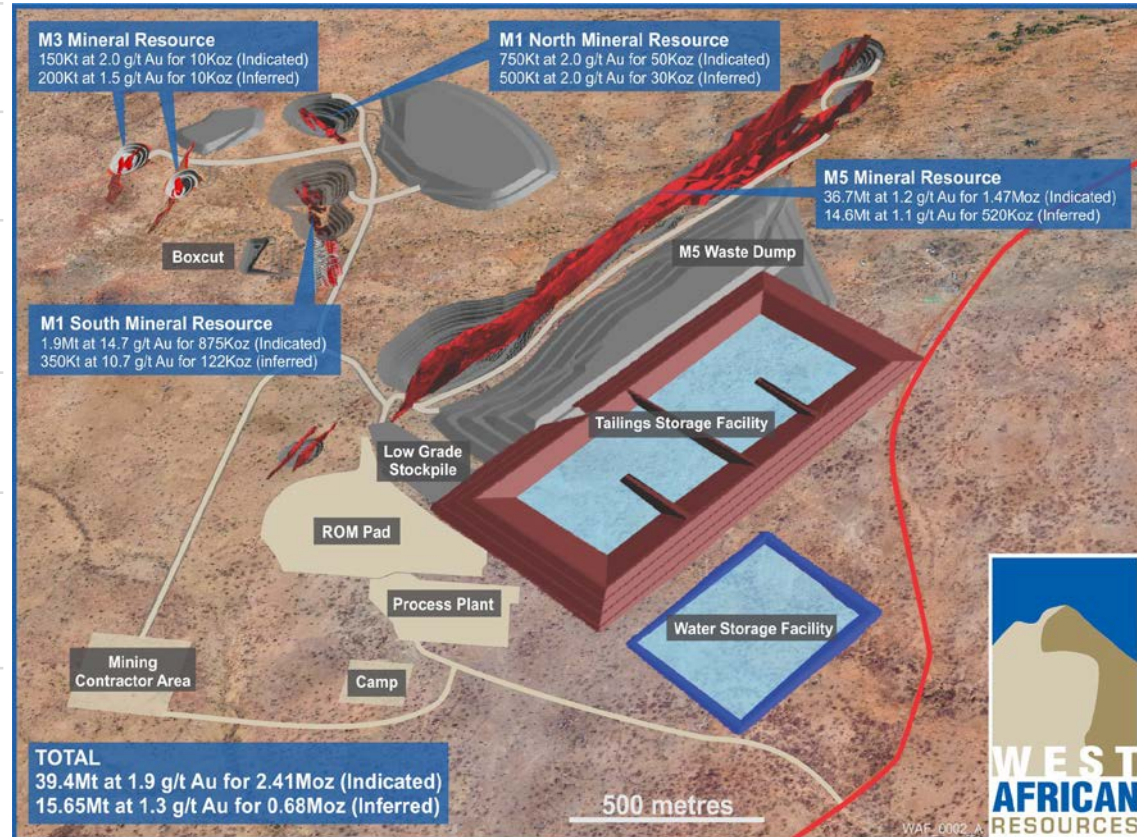 M3 Mineral Resource
150Kt at 2.0 g/t Au for 10Koz (Indicated)
200Kt at 1.5 g/t Au for 10Koz (Inferred)
M1 North Mineral Resource
750Kt at 2.0 g/t Au for 50Koz (Indicated)
500Kt at 2.0 g/t Au for 30Koz (Inferred)
M5 Mineral Resource
36.7Mt at 1.2 g/t Au for 1.47Moz (Indicated)
14.6Mt at 1.1 g/t Au for 520Koz (Inferred)
Boxcut
M5 Waste Dump
M1 South Mineral Resource
1.9Mt at 14.7 g/t Au for 875Koz (Indicated)
350Kt at 10.7 g/t Au for 122Koz (inferred)
Tailings Storage Facility
Low Grade
Stockpile
ROM Pad
Process Plant
Water Storage Facility
Mining
Contractor Area
Camp
TOTAL
39.4Mt at 1.9 g/t Au for 2.41Moz (Indicated)
15.65Mt at 1.3 g/t Au for 0.68Moz (Inferred)
500 metres
WAF_0002_A
WEST
AFRICAN
RESOURCES